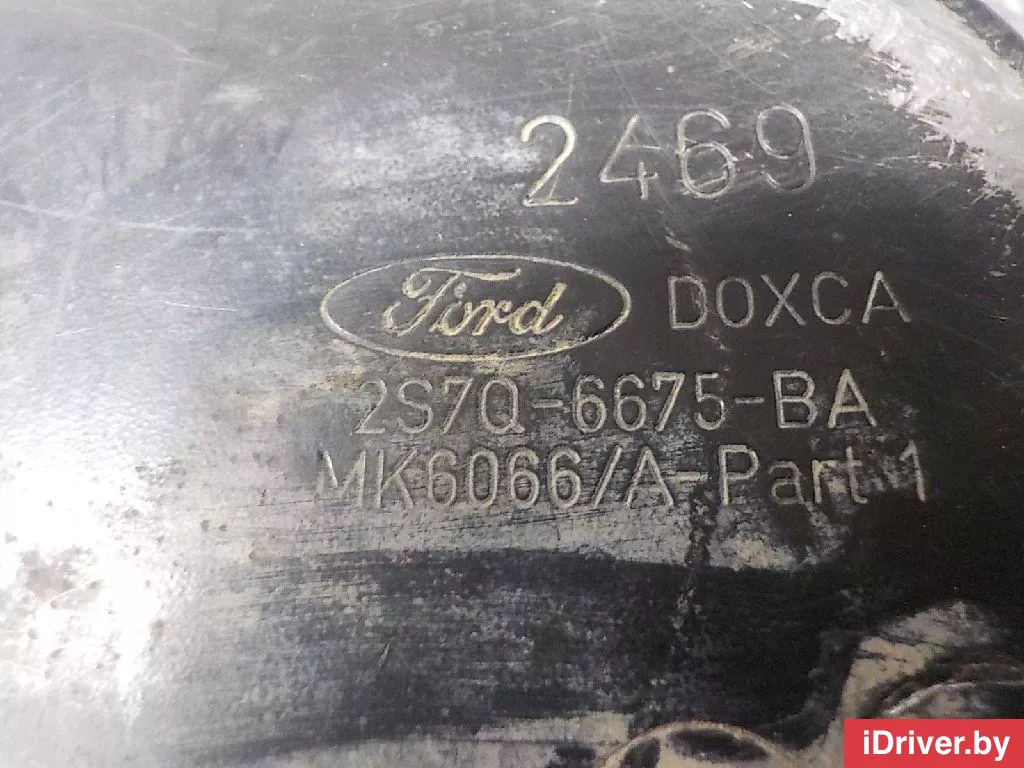 2469
Ford DOXCA
2S7Q-6675-BA
MK6066/A-Part 1
iDriver.by